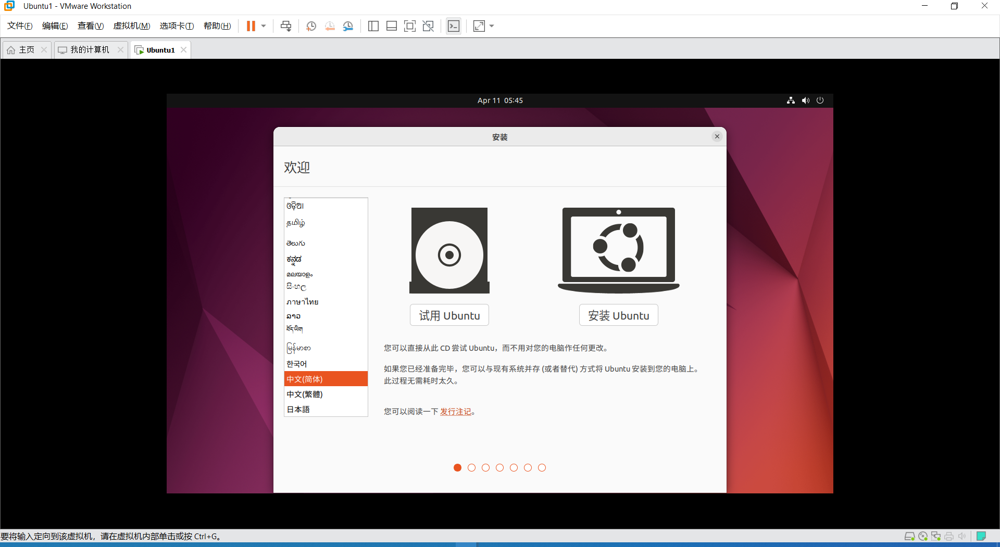 Ubuntu1 - VMware Workstation
文件(F) 编辑(E) 查看(V) 虚拟机(M) 选项卡(T) 帮助(H)
主页 我的计算机 Ubuntu1
Apr 11 05:45
安装
欢迎
ଓଡ଼ିଆ
தமிழ்
తెలుగు
ಕನ್ನಡ
മലയാളം
සිංහල
ภาษาไทย
ລາວ
བོད་ཡིག
မြန်မာစာ
한국어
中文(简体)
中文(繁體)
日本語
试用 Ubuntu
安装 Ubuntu
您可以直接从此 CD 尝试 Ubuntu，而不用对您的电脑作任何更改。
如果您已经准备完毕，您可以与现有系统并存 (或者替代) 方式将 Ubuntu 安装到您的电脑上。
此过程无需耗时太久。
您可以阅读一下 发行注记。
要将输入定向到该虚拟机，请在虚拟机内部单击或按 Ctrl+G。